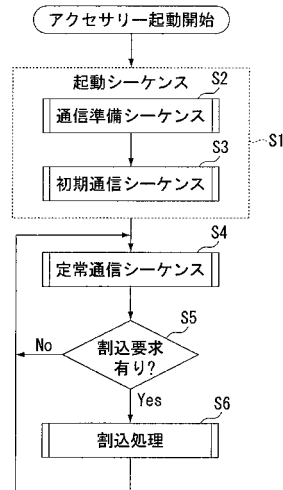 アクセサリー起動開始
起動シーケンス
S2
通信準備シーケンス
S1
S3
初期通信シーケンス
S4
定常通信シーケンス
S5
割込要求
有り?
No
Yes
S6
割込処理